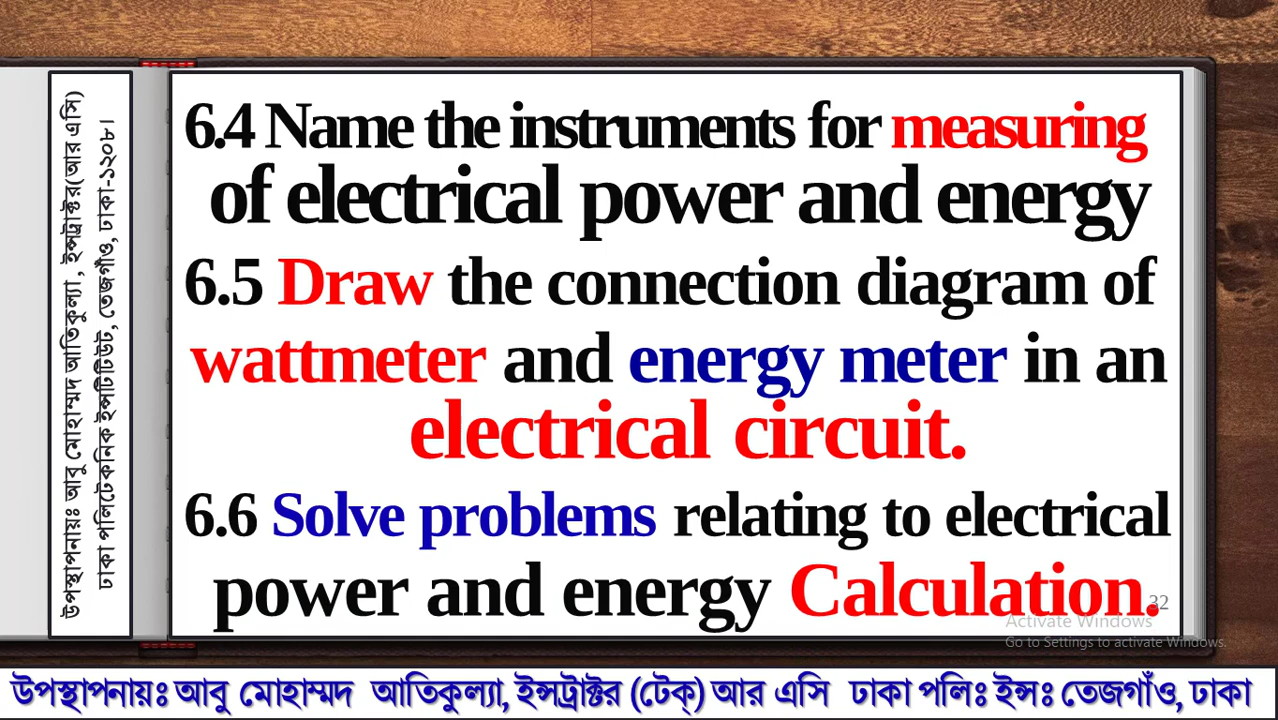 উপস্থাপনায়ঃ আবু মোহাম্মদ আতিকুল্যা , ইন্সট্রাক্টর(আর এসি)
ঢাকা পলিটেকনিক ইন্সটিটিউট, তেজগাঁও, ঢাকা-১২০৮।
6.4 Name the instruments for measuring
of electrical power and energy
6.5 Draw the connection diagram of
wattmeter and energy meter in an
electrical circuit.
6.6 Solve problems relating to electrical
power and energy Calculation.
32
Activate Windows
Go to Settings to activate Windows.
উপস্থাপনায়ঃ আবু মোহাম্মদ আতিকুল্যা, ইন্সট্রাক্টর (টেক্) আর এসি ঢাকা পলিঃ ইন্সঃ তেজগাঁও, ঢাকা